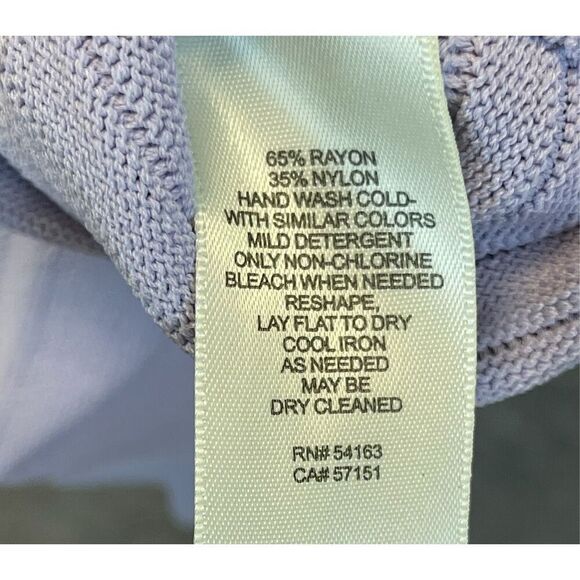 65% RAYON
35% NYLON
HAND WASH COLD-
WITH SIMILAR COLORS
MILD DETERGENT
ONLY NON-CHLORINE
BLEACH WHEN NEEDED
RESHAPE,
LAY FLAT TO DRY
COOL IRON
AS NEEDED
MAY BE
DRY CLEANED
RN# 54163
CA# 57151